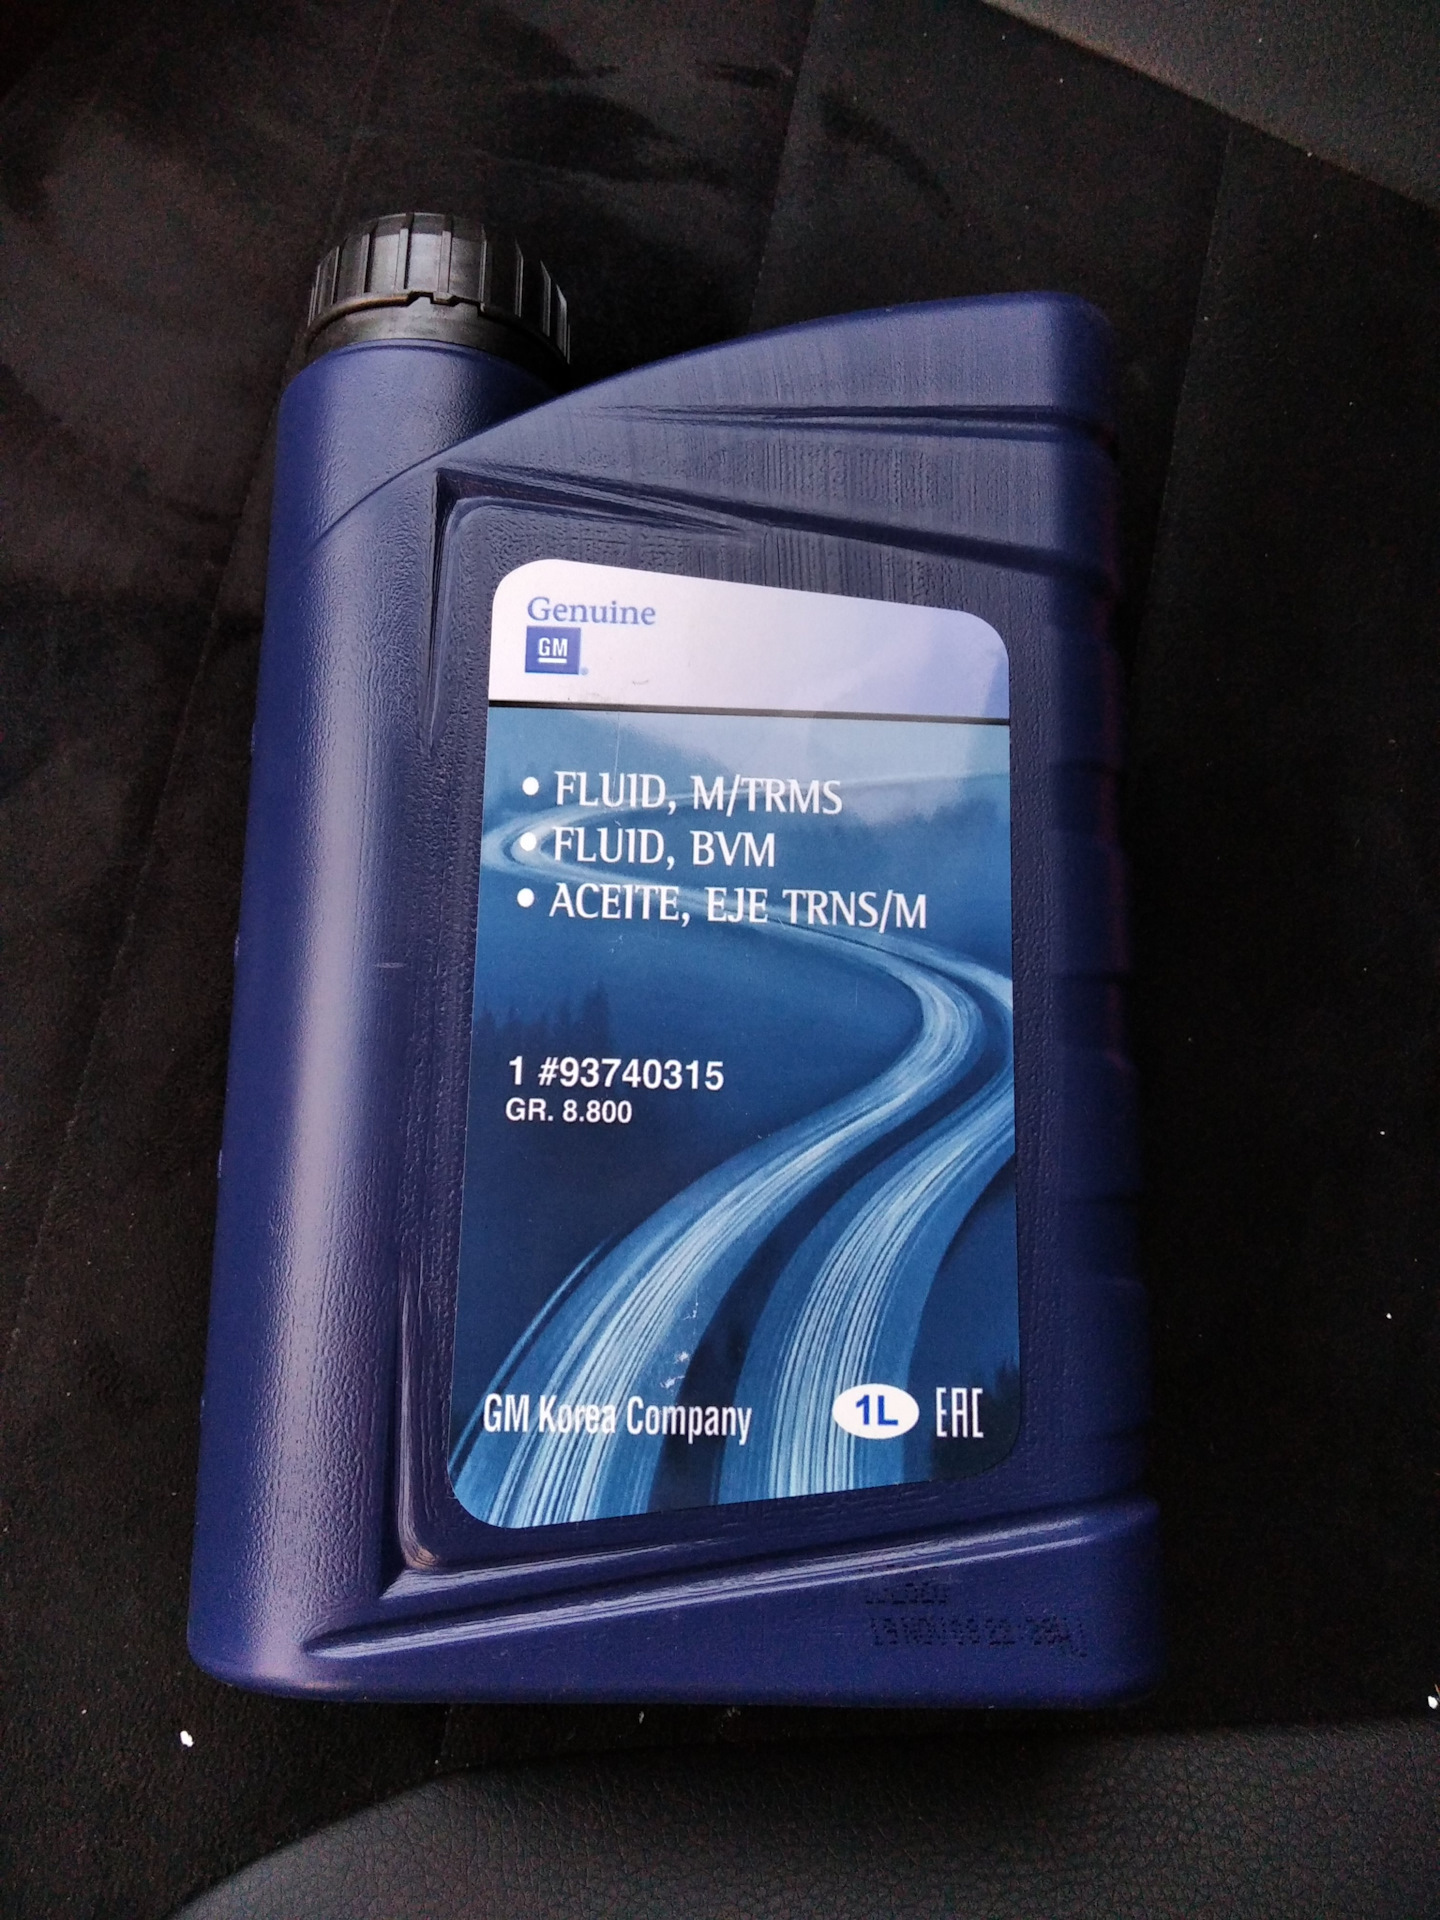 Genuine
GM
• FLUID, M/TRMS
• FLUID, BVM
• ACEITE, EJE TRNS/M
1 #93740315
GR. 8.800
GM Korea Company
1L EAC